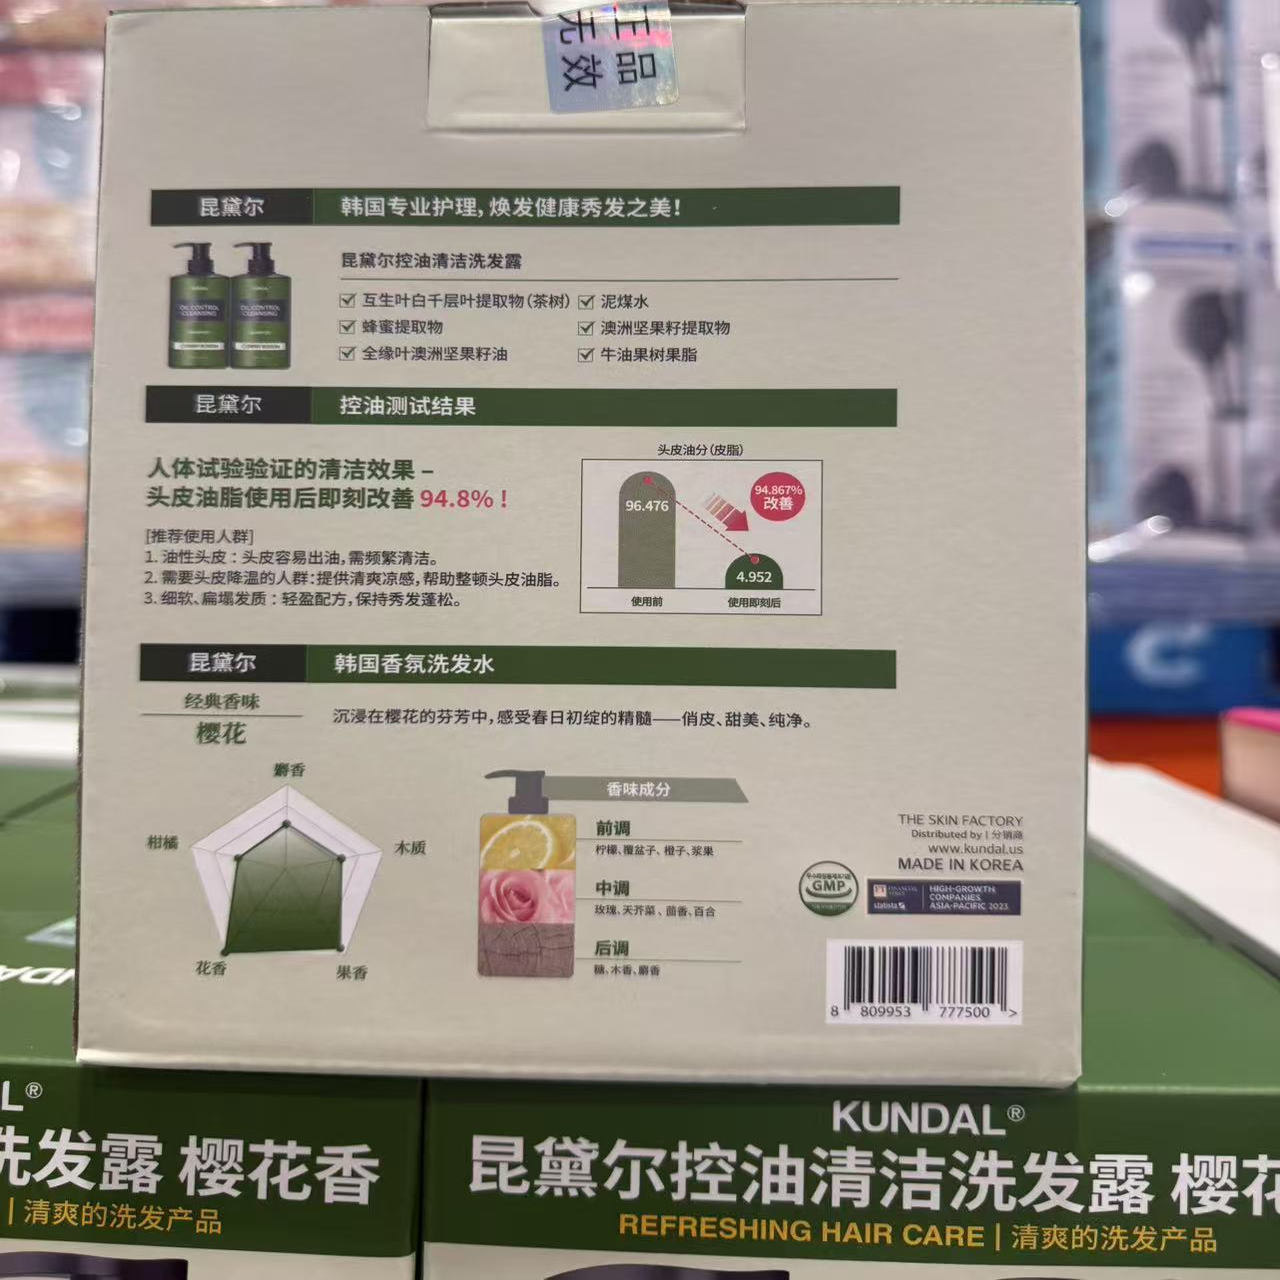 正品
无效
昆黛尔 韩国专业护理，焕发健康秀发之美！
昆黛尔控油清洁洗发露
互生叶白千层叶提取物（茶树） 泥煤水
蜂蜜提取物 澳洲坚果籽提取物
全缘叶澳洲坚果籽油 牛油果树果脂
KUNDAL
OIL CONTROL
CLEANSING
昆黛尔 控油测试结果
人体试验验证的清洁效果 –
头皮油脂使用后即刻改善 94.8%！
[推荐使用人群]
1. 油性头皮：头皮容易出油，需频繁清洁。
2. 需要头皮降温的人群：提供清爽凉感，帮助整顿头皮油脂。
3. 细软、扁塌发质：轻盈配方，保持秀发蓬松。
头皮油分（皮脂）
96.476
94.867%
改善
4.952
使用前 使用即刻后
昆黛尔 韩国香氛洗发水
经典香味
樱花
沉浸在樱花的芬芳中，感受春日初绽的精髓——俏皮、甜美、纯净。
麝香
柑橘
木质
花香
果香
香味成分
前调
柠檬、覆盆子、橙子、浆果
中调
玫瑰、天芥菜、茴香、百合
后调
糖、木香、麝香
THE SKIN FACTORY
Distributed by | 分销商
www.kundal.us
MADE IN KOREA
GMP
FT FINANCIAL TIMES
statista
HIGH-GROWTH
COMPANIES
ASIA-PACIFIC 2023
8 809953 777500 >
L®
洗发露 樱花香
| 清爽的洗发产品
KUNDAL®
昆黛尔控油清洁洗发露 樱花
REFRESHING HAIR CARE | 清爽的洗发产品